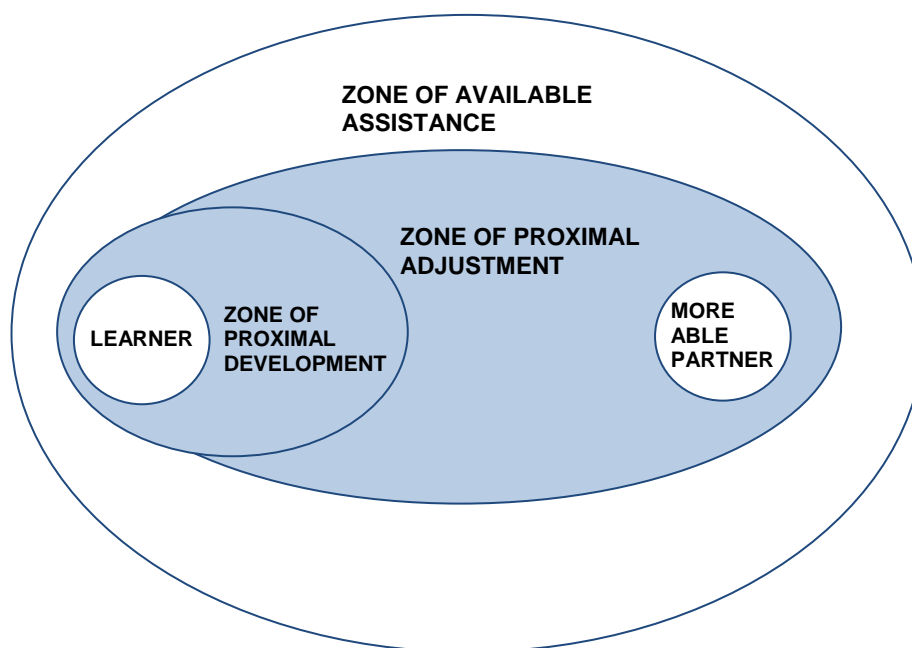 ZONE OF AVAILABLE
ASSISTANCE
ZONE OF PROXIMAL
ADJUSTMENT
LEARNER
ZONE OF
PROXIMAL
DEVELOPMENT
MORE
ABLE
PARTNER